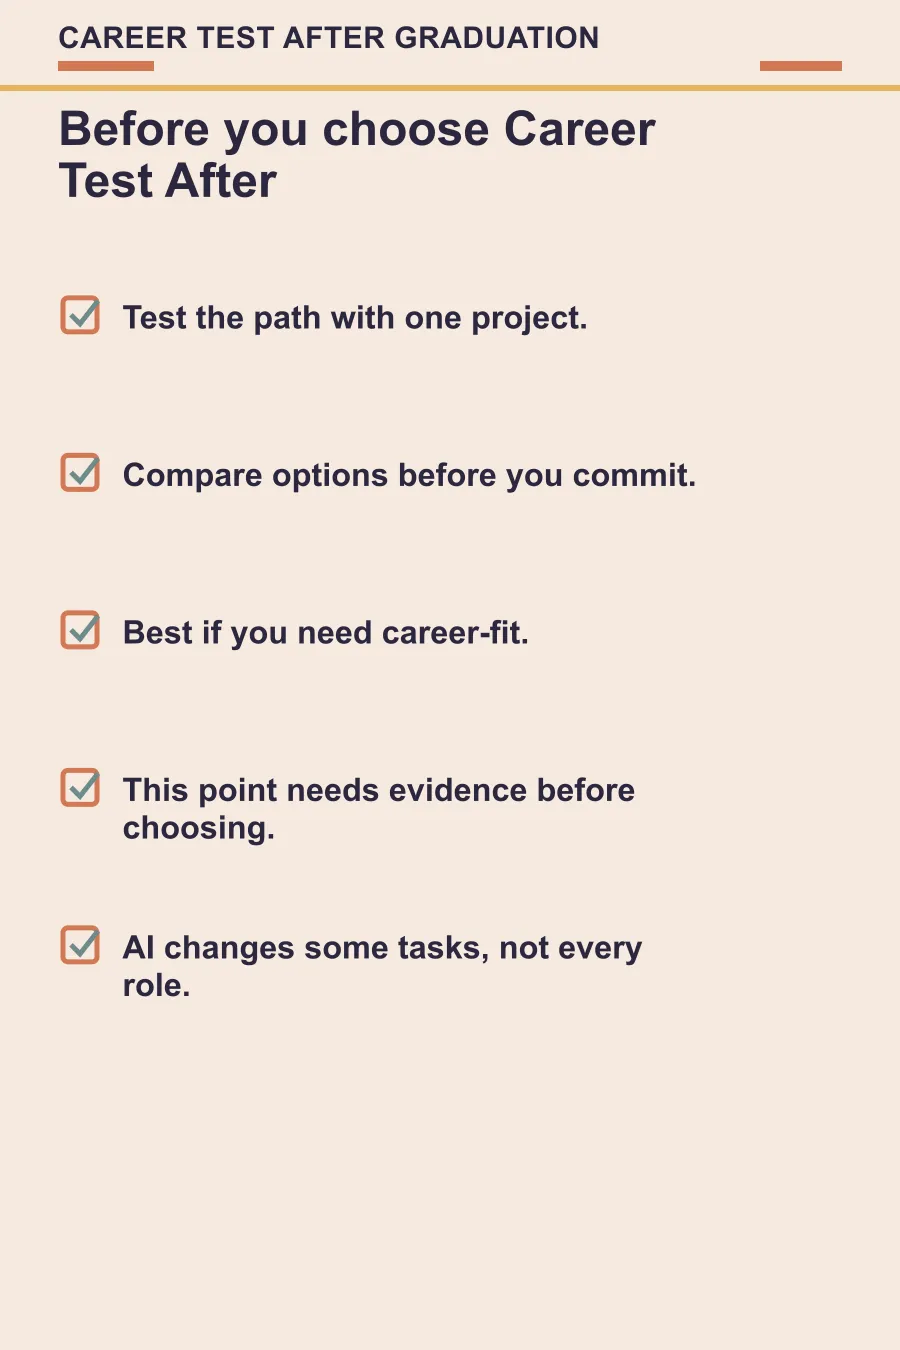 CAREER TEST AFTER GRADUATION
Before you choose Career
Test After
Test the path with one project.
Compare options before you commit.
Best if you need career-fit.
This point needs evidence before
choosing.
AI changes some tasks, not every
role.